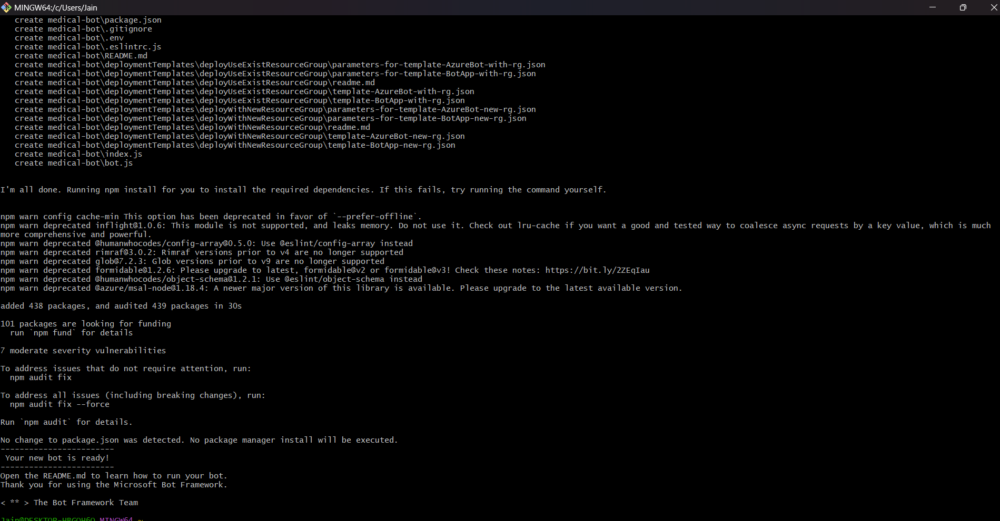 MINGW64:/c/Users/Jain
create medical-bot\package.json
create medical-bot\.gitignore
create medical-bot\.env
create medical-bot\.eslintrc.js
create medical-bot\README.md
create medical-bot\deploymentTemplates\deployUseExistResourceGroup\parameters-for-template-AzureBot-with-rg.json
create medical-bot\deploymentTemplates\deployUseExistResourceGroup\parameters-for-template-BotApp-with-rg.json
create medical-bot\deploymentTemplates\deployUseExistResourceGroup\readme.md
create medical-bot\deploymentTemplates\deployUseExistResourceGroup\template-AzureBot-with-rg.json
create medical-bot\deploymentTemplates\deployUseExistResourceGroup\template-BotApp-with-rg.json
create medical-bot\deploymentTemplates\deployWithNewResourceGroup\parameters-for-template-AzureBot-new-rg.json
create medical-bot\deploymentTemplates\deployWithNewResourceGroup\parameters-for-template-BotApp-new-rg.json
create medical-bot\deploymentTemplates\deployWithNewResourceGroup\readme.md
create medical-bot\deploymentTemplates\deployWithNewResourceGroup\template-AzureBot-new-rg.json
create medical-bot\deploymentTemplates\deployWithNewResourceGroup\template-BotApp-new-rg.json
create medical-bot\index.js
create medical-bot\bot.js
I'm all done. Running npm install for you to install the required dependencies. If this fails, try running the command yourself.
npm warn config cache-min This option has been deprecated in favor of `--prefer-offline`.
npm warn deprecated inflight@1.0.6: This module is not supported, and leaks memory. Do not use it. Check out lru-cache if you want a good and tested way to coalesce async requests by a key value, which is much
more comprehensive and powerful.
npm warn deprecated @humanwhocodes/config-array@0.5.0: Use @eslint/config-array instead
npm warn deprecated rimraf@3.0.2: Rimraf versions prior to v4 are no longer supported
npm warn deprecated glob@7.2.3: Glob versions prior to v9 are no longer supported
npm warn deprecated formidable@1.2.6: Please upgrade to latest, formidable@v2 or formidable@v3! Check these notes: https://bit.ly/2ZEqIau
npm warn deprecated @humanwhocodes/object-schema@1.2.1: Use @eslint/object-schema instead
npm warn deprecated @azure/msal-node@1.18.4: A newer major version of this library is available. Please upgrade to the latest available version.
added 438 packages, and audited 439 packages in 30s
101 packages are looking for funding
run `npm fund` for details
7 moderate severity vulnerabilities
To address issues that do not require attention, run:
npm audit fix
To address all issues (including breaking changes), run:
npm audit fix --force
Run `npm audit` for details.
No change to package.json was detected. No package manager install will be executed.
------------------------
Your new bot is ready!
------------------------
Open the README.md to learn how to run your bot.
Thank you for using the Microsoft Bot Framework.
< ** > The Bot Framework Team
Jain@DESKTOP-HBGQH6O MINGW64 ~